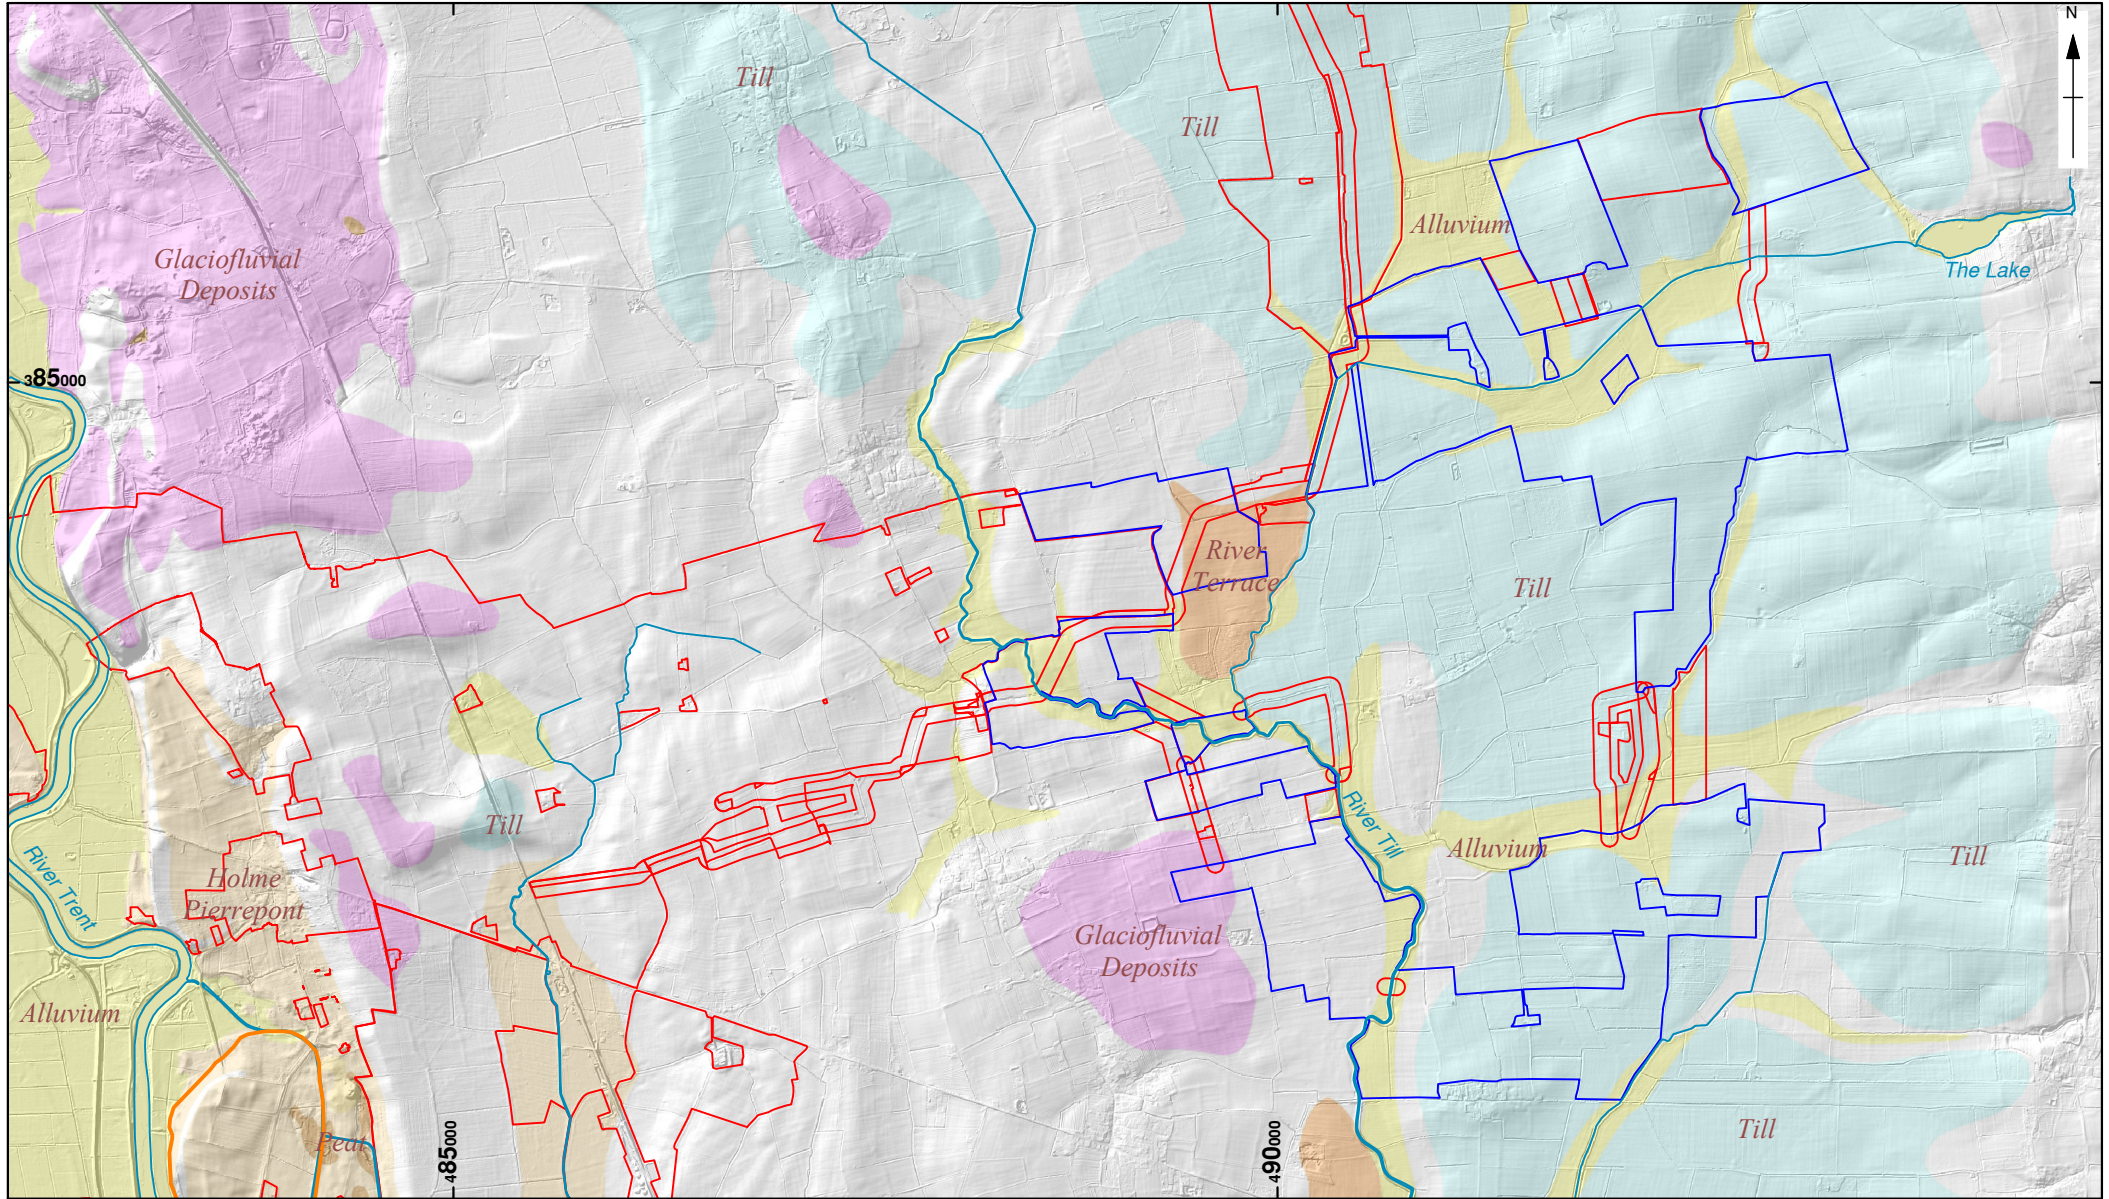 N
Till
Till
Alluvium
Glaciofluvial
Deposits
The Lake
385000
River
Terrace
Till
River Till
Till
Alluvium
Till
River Trent
Holme
Pierrepont
Glaciofluvial
Deposits
Alluvium
Peat
Till
485000
490000